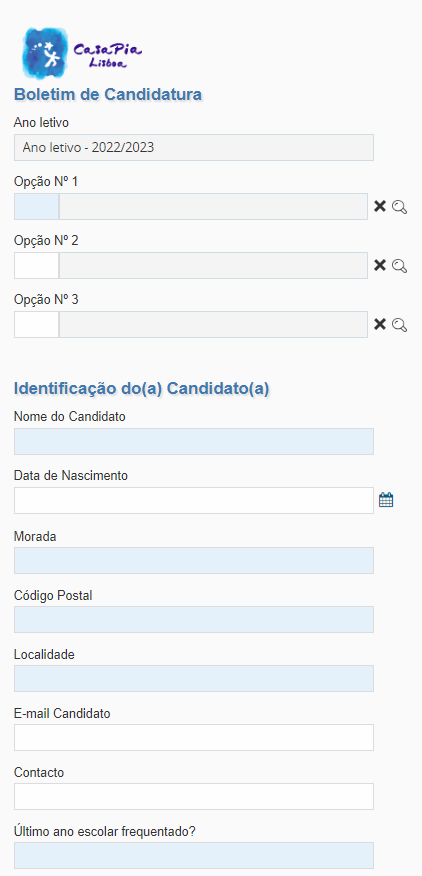 CasaPia
Lisboa
Boletim de Candidatura
Ano letivo
Ano letivo - 2022/2023
Opção Nº 1
Opção Nº 2
Opção Nº 3
Identificação do(a) Candidato(a)
Nome do Candidato
Data de Nascimento
Morada
Código Postal
Localidade
E-mail Candidato
Contacto
Último ano escolar frequentado?